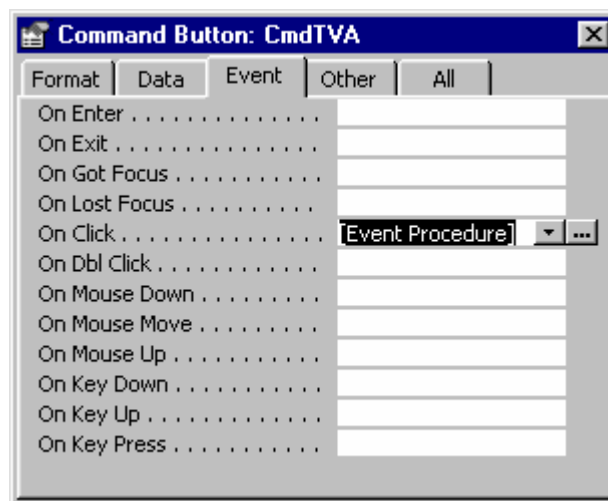 Command Button: CmdTVA
Format Data Event Other All
On Enter . . . . . . . . . . . . . . .
On Exit . . . . . . . . . . . . . . . .
On Got Focus . . . . . . . . . . .
On Lost Focus . . . . . . . . . .
On Click . . . . . . . . . . . . . . . [Event Procedure] ...
On Dbl Click . . . . . . . . . . . . .
On Mouse Down . . . . . . . . .
On Mouse Move . . . . . . . . .
On Mouse Up . . . . . . . . . . .
On Key Down . . . . . . . . . . .
On Key Up . . . . . . . . . . . . . .
On Key Press . . . . . . . . . . .